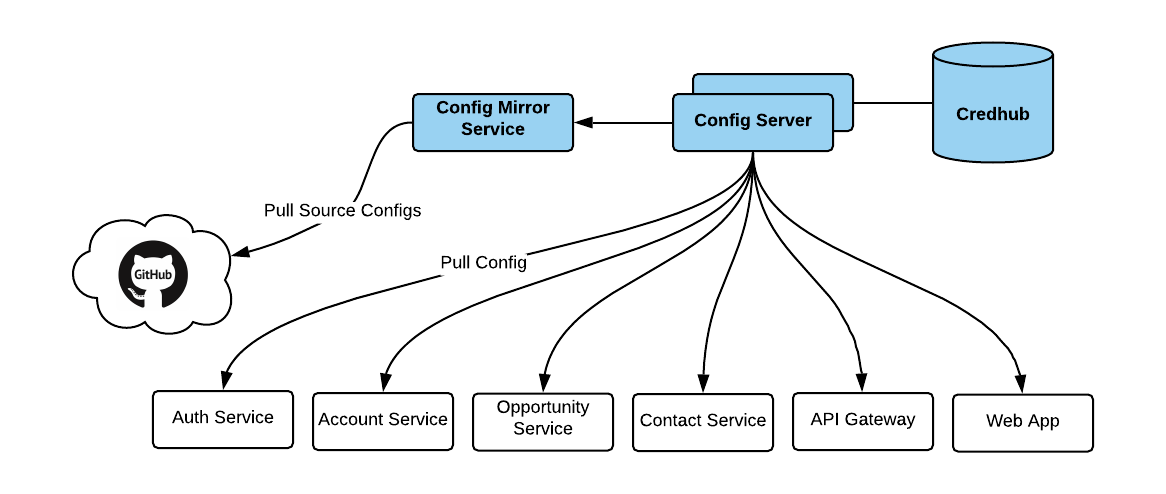 Config Mirror
Service
Config Server
Credhub
Pull Source Configs
GitHub
Pull Config
Auth Service
Account Service
Opportunity
Service
Contact Service
API Gateway
Web App